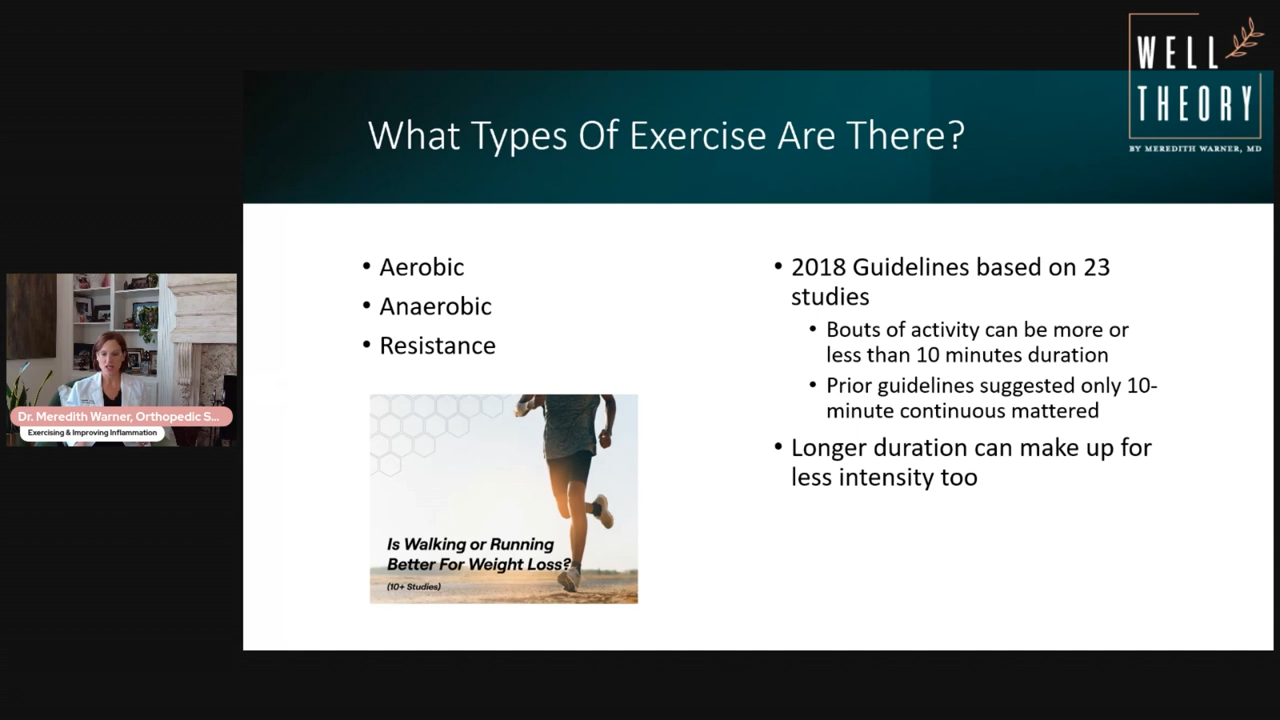 WELL
THEORY
BY MEREDITH WARNER, MD
What Types Of Exercise Are There?
• Aerobic
• Anaerobic
• Resistance
Is Walking or Running
Better For Weight Loss?
(10+ Studies)
• 2018 Guidelines based on 23
studies
• Bouts of activity can be more or
less than 10 minutes duration
• Prior guidelines suggested only 10-
minute continuous mattered
• Longer duration can make up for
less intensity too
Dr. Meredith Warner, Orthopedic S...
Exercising & Improving Inflammation